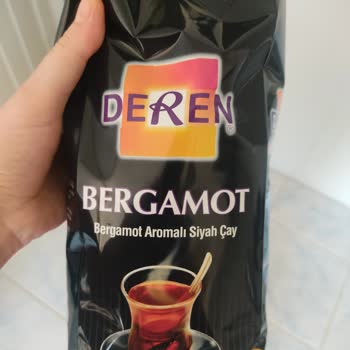 DEREN
BERGAMOT
Bergamot Aromalı Siyah Çay